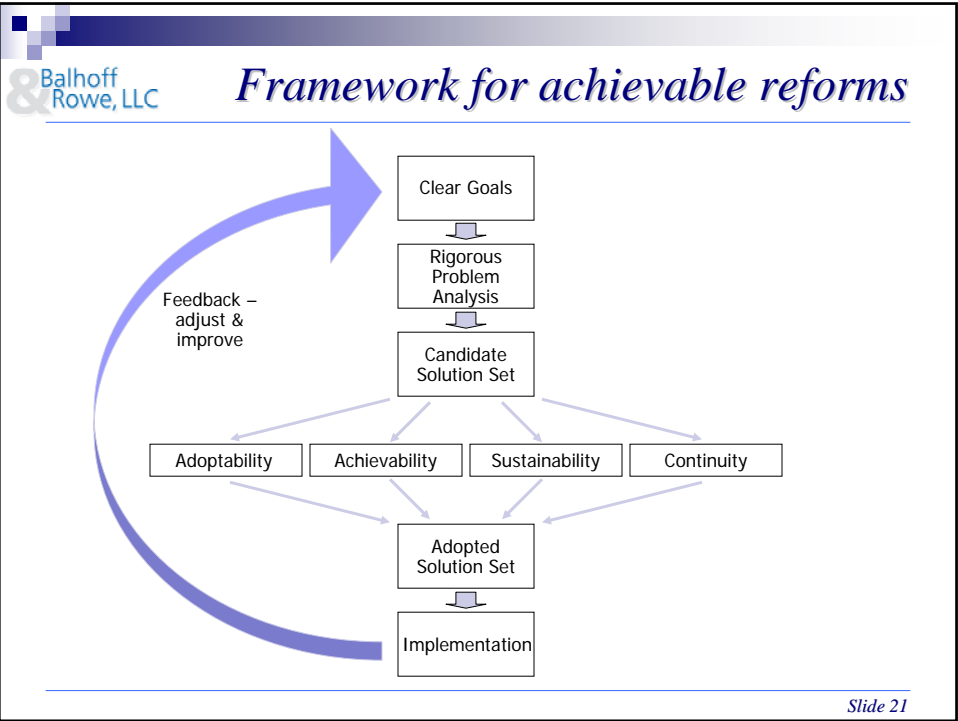 & Balhoff
Rowe, LLC
Framework for achievable reforms
Clear Goals
Rigorous
Problem
Analysis
Feedback –
adjust &
improve
Candidate
Solution Set
Adoptability
Achievability
Sustainability
Continuity
Adopted
Solution Set
Implementation
Slide 21